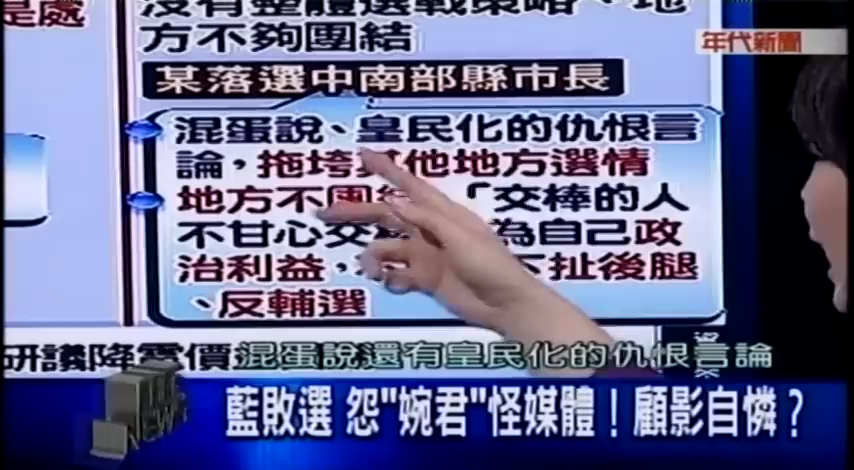 是處
沒有整體選戰策略、地
方不夠團結
年代新聞
某落選中南部縣市長
混蛋說、皇民化的仇恨言
論，拖垮其他地方選情
地方不團結 「交棒的人
不甘心交 為自己政
治利益， 下扯後腿
、反輔選
研議降電價
混蛋說還有皇民化的仇恨言論
NEWS
藍敗選 怨"婉君"怪媒體！顧影自憐？